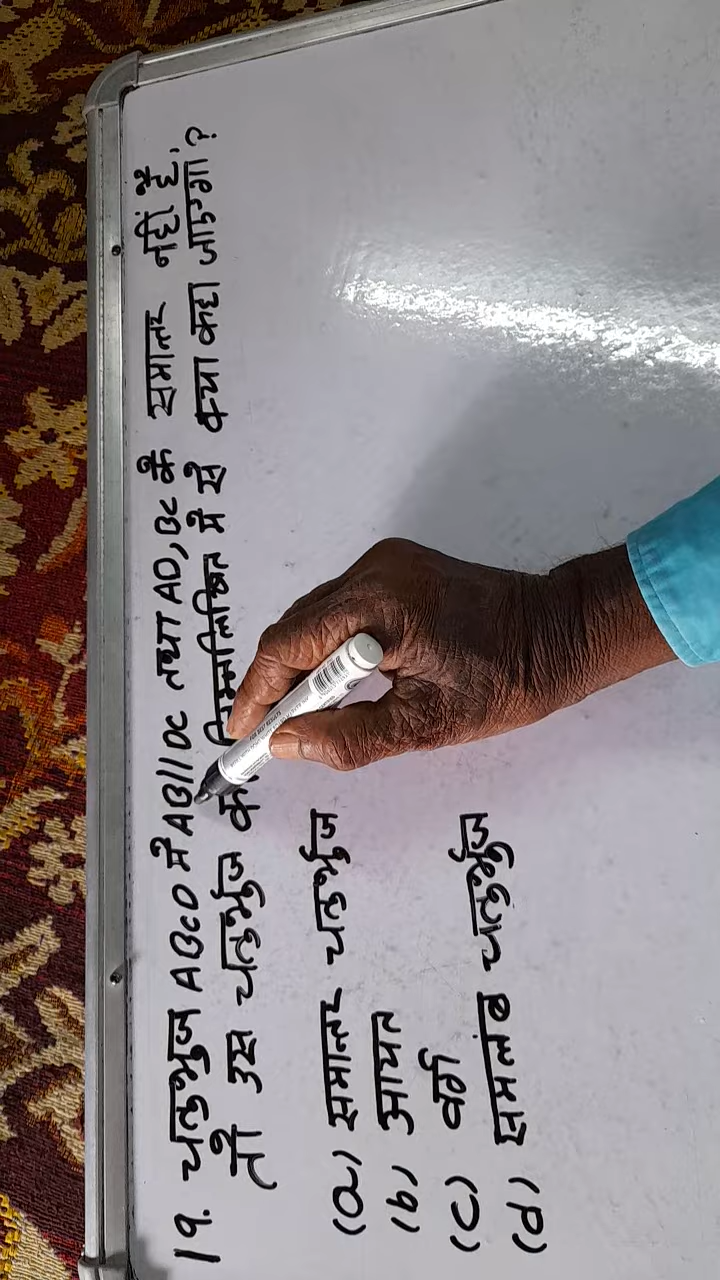 19. चतुर्भुज ABCD में AB//DC तथा AD, BC के समान्तर नहीं है,
तो उस चतुर्भुज को निम्नलिखित में से क्या कहा जाएगा?
(a) समान्तर चतुर्भुज
(b) आयत
(c) वर्ग
(d) समलंब चतुर्भुज